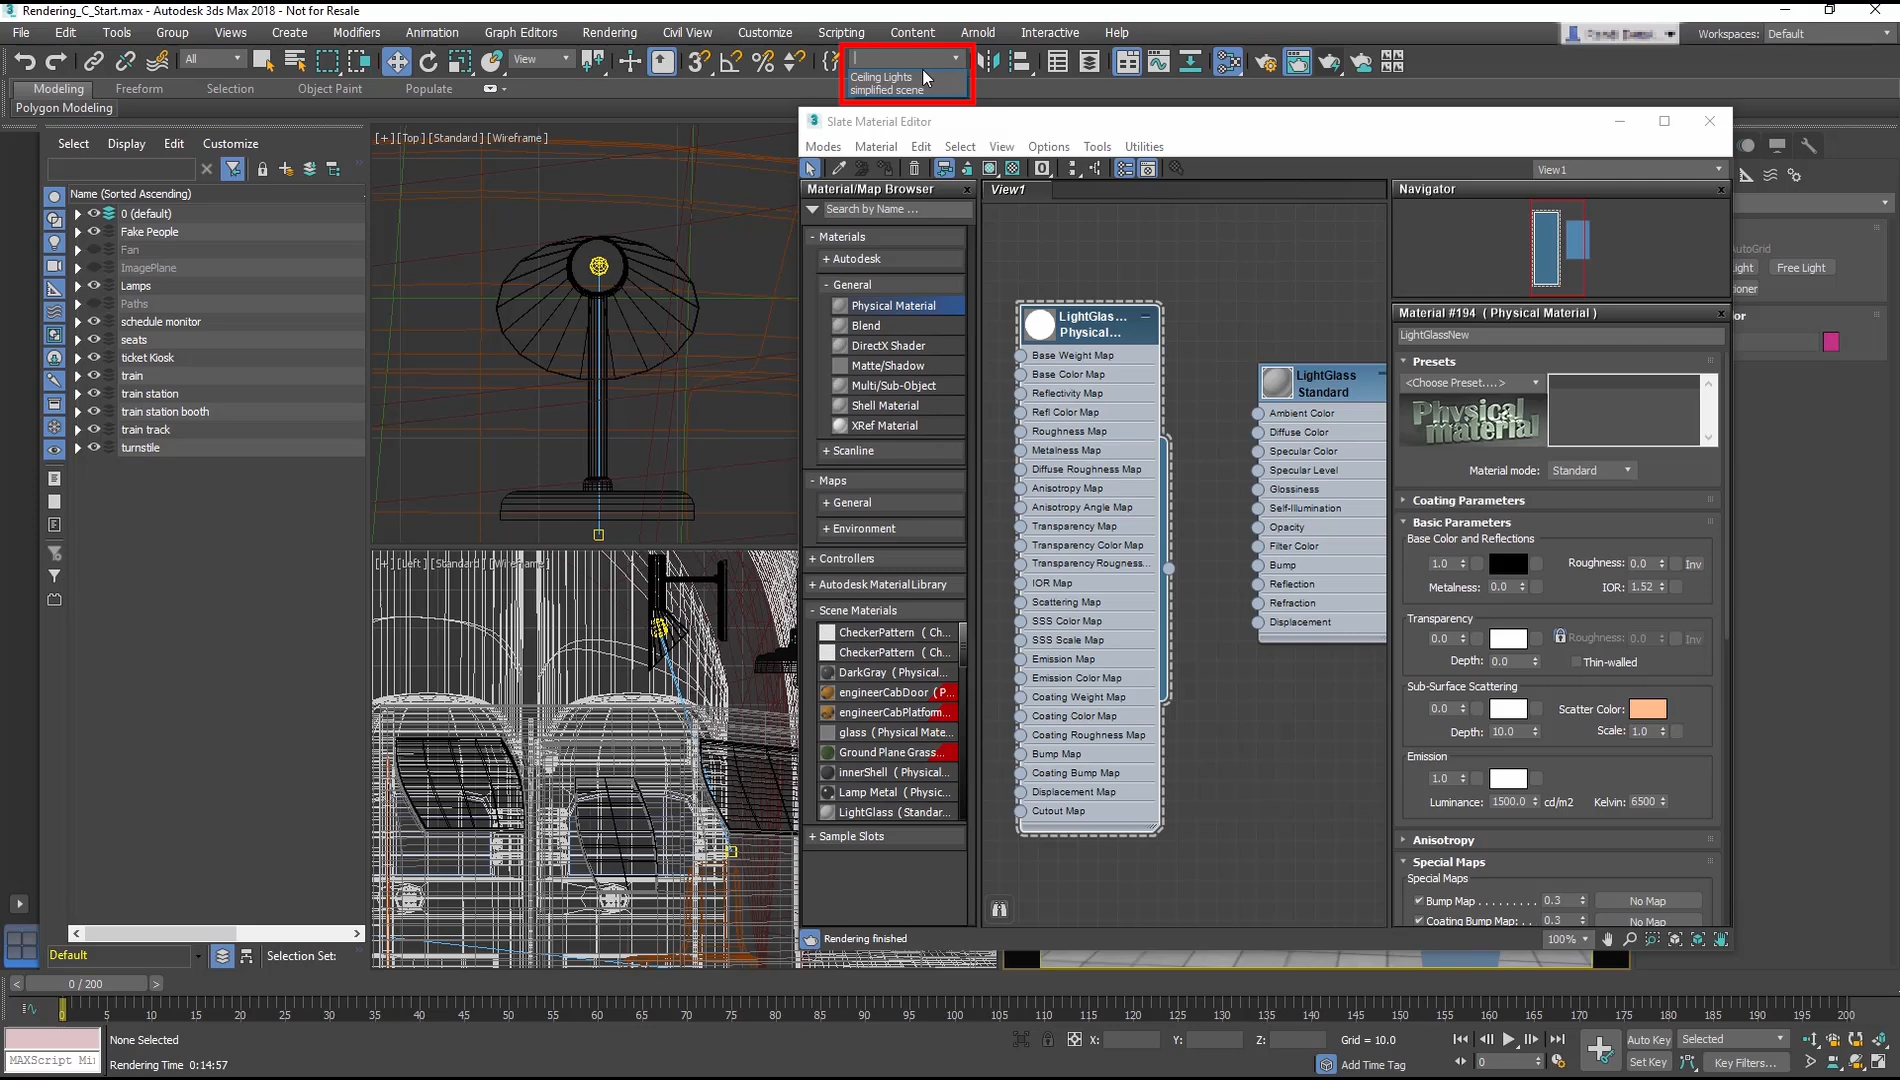 Rendering_C_Start.max - Autodesk 3ds Max 2018 - Not for Resale
File Edit Tools Group Views Create Modifiers Animation Graph Editors Rendering Civil View Customize Scripting Content Arnold Interactive Help
Workspaces: Default
All
View
Ceiling Lights
simplified scene
Modeling Freeform Selection Object Paint Populate
Polygon Modeling
Select Display Edit Customize
Name (Sorted Ascending)
0 (default)
Fake People
Fan
ImagePlane
Lamps
Paths
schedule monitor
seats
ticket Kiosk
train
train station
train station booth
train track
turnstile
Default
Selection Set:
[+] [Top] [Standard] [Wireframe]
[+] [Left] [Standard] [Wireframe]
Slate Material Editor
Modes Material Edit Select View Options Tools Utilities
View1
Material/Map Browser
Search by Name ...
- Materials
+ Autodesk
- General
Physical Material
Blend
DirectX Shader
Matte/Shadow
Multi/Sub-Object
Shell Material
XRef Material
+ Scanline
- Maps
+ General
+ Environment
+ Controllers
+ Autodesk Material Library
- Scene Materials
CheckerPattern ( Ch...
CheckerPattern ( Ch...
DarkGray ( Physical...
engineerCabDoor ( P...
engineerCabPlatform...
glass ( Physical Mate...
Ground Plane Grass...
innerShell ( Physical...
Lamp Metal ( Physic...
LightGlass ( Standar...
+ Sample Slots
Rendering finished
View1
LightGlas...
Physical...
Base Weight Map
Base Color Map
Reflectivity Map
Refl Color Map
Roughness Map
Metalness Map
Diffuse Roughness Map
Anisotropy Map
Anisotropy Angle Map
Transparency Map
Transparency Color Map
Transparency Rougness...
IOR Map
Scattering Map
SSS Color Map
SSS Scale Map
Emission Map
Emission Color Map
Coating Weight Map
Coating Color Map
Coating Roughness Map
Bump Map
Coating Bump Map
Displacement Map
Cutout Map
LightGlass
Standard
Ambient Color
Diffuse Color
Specular Color
Specular Level
Glossiness
Self-Illumination
Opacity
Filter Color
Bump
Reflection
Refraction
Displacement
Navigator
Material #194 ( Physical Material )
LightGlassNew
Presets
<Choose Preset....>
Physical material
Material mode: Standard
Coating Parameters
Basic Parameters
Base Color and Reflections
1.0 Roughness: 0.0 Inv
Metalness: 0.0 IOR: 1.52
Transparency
0.0 Roughness: 0.0 Inv
Depth: 0.0 Thin-walled
Sub-Surface Scattering
0.0 Scatter Color:
Depth: 10.0 Scale: 1.0
Emission
1.0
Luminance: 1500.0 cd/m2 Kelvin: 6500
Anisotropy
Special Maps
Special Maps
Bump Map . . . . . . . . . 0.3 No Map
Coating Bump Map: . . 0.3 No Map
100%
utoGrid
ight Free Light
ioner
or
0 / 200
0 5 10 15 20 25 30 35 40 45 50 55 60 65 70 75 80 85 90 95 100 105 110 115 120 125 130 135 140 145 150 155 160 165 170 175 180 185 190 195 200
None Selected
X: Y: Z: Grid = 10.0
Auto Key Selected
MAXScript Mi
Rendering Time 0:14:57
Add Time Tag
0
Set Key Key Filters...